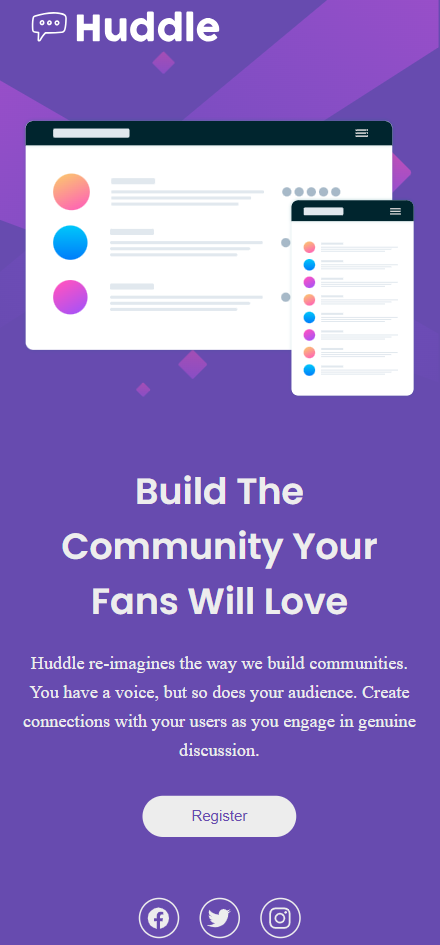 Huddle
Build The
Community Your
Fans Will Love
Huddle re-imagines the way we build communities.
You have a voice, but so does your audience. Create
connections with your users as you engage in genuine
discussion.
Register